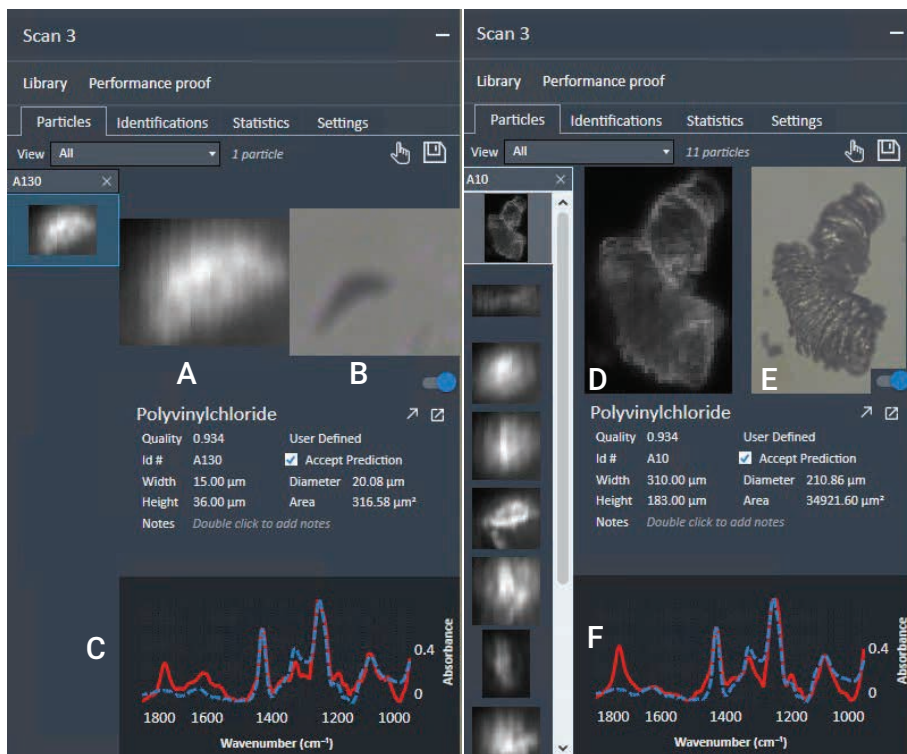 Scan 3
Library Performance proof
Particles Identifications Statistics Settings
View All 1 particle
A130
A
B
Polyvinylchloride
Quality 0.934 User Defined
Id # A130 Accept Prediction
Width 15.00 μm Diameter 20.08 μm
Height 36.00 μm Area 316.58 μm²
Notes Double click to add notes
C
0.4
0
Absorbance
1800 1600 1400 1200 1000
Wavenumber (cm⁻¹)
Scan 3
Library Performance proof
Particles Identifications Statistics Settings
View All 11 particles
A10
D
E
Polyvinylchloride
Quality 0.934 User Defined
Id # A10 Accept Prediction
Width 310.00 μm Diameter 210.86 μm
Height 183.00 μm Area 34921.60 μm²
Notes Double click to add notes
F
0.4
0
Absorbance
1800 1600 1400 1200 1000
Wavenumber (cm⁻¹)